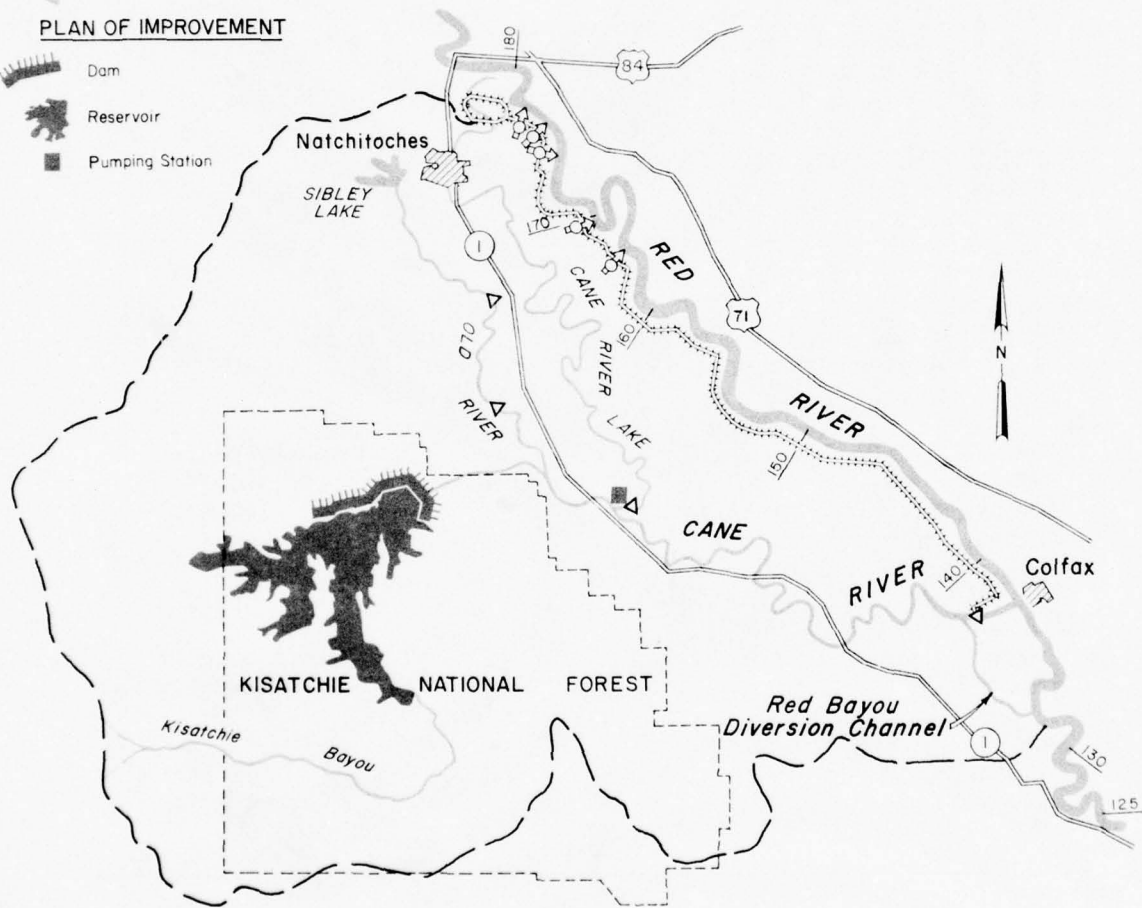 PLAN OF IMPROVEMENT
Dam
Reservoir
Pumping Station
180
84
Natchitoches
SIBLEY
LAKE
1
170
RED
RIVER
71
CANE
RIVER
LAKE
160
OLD
RIVER
N
150
CANE
RIVER
140
Colfax
KISATCHIE NATIONAL FOREST
Red Bayou
Diversion Channel
1
Kisatchie
Bayou
130
125